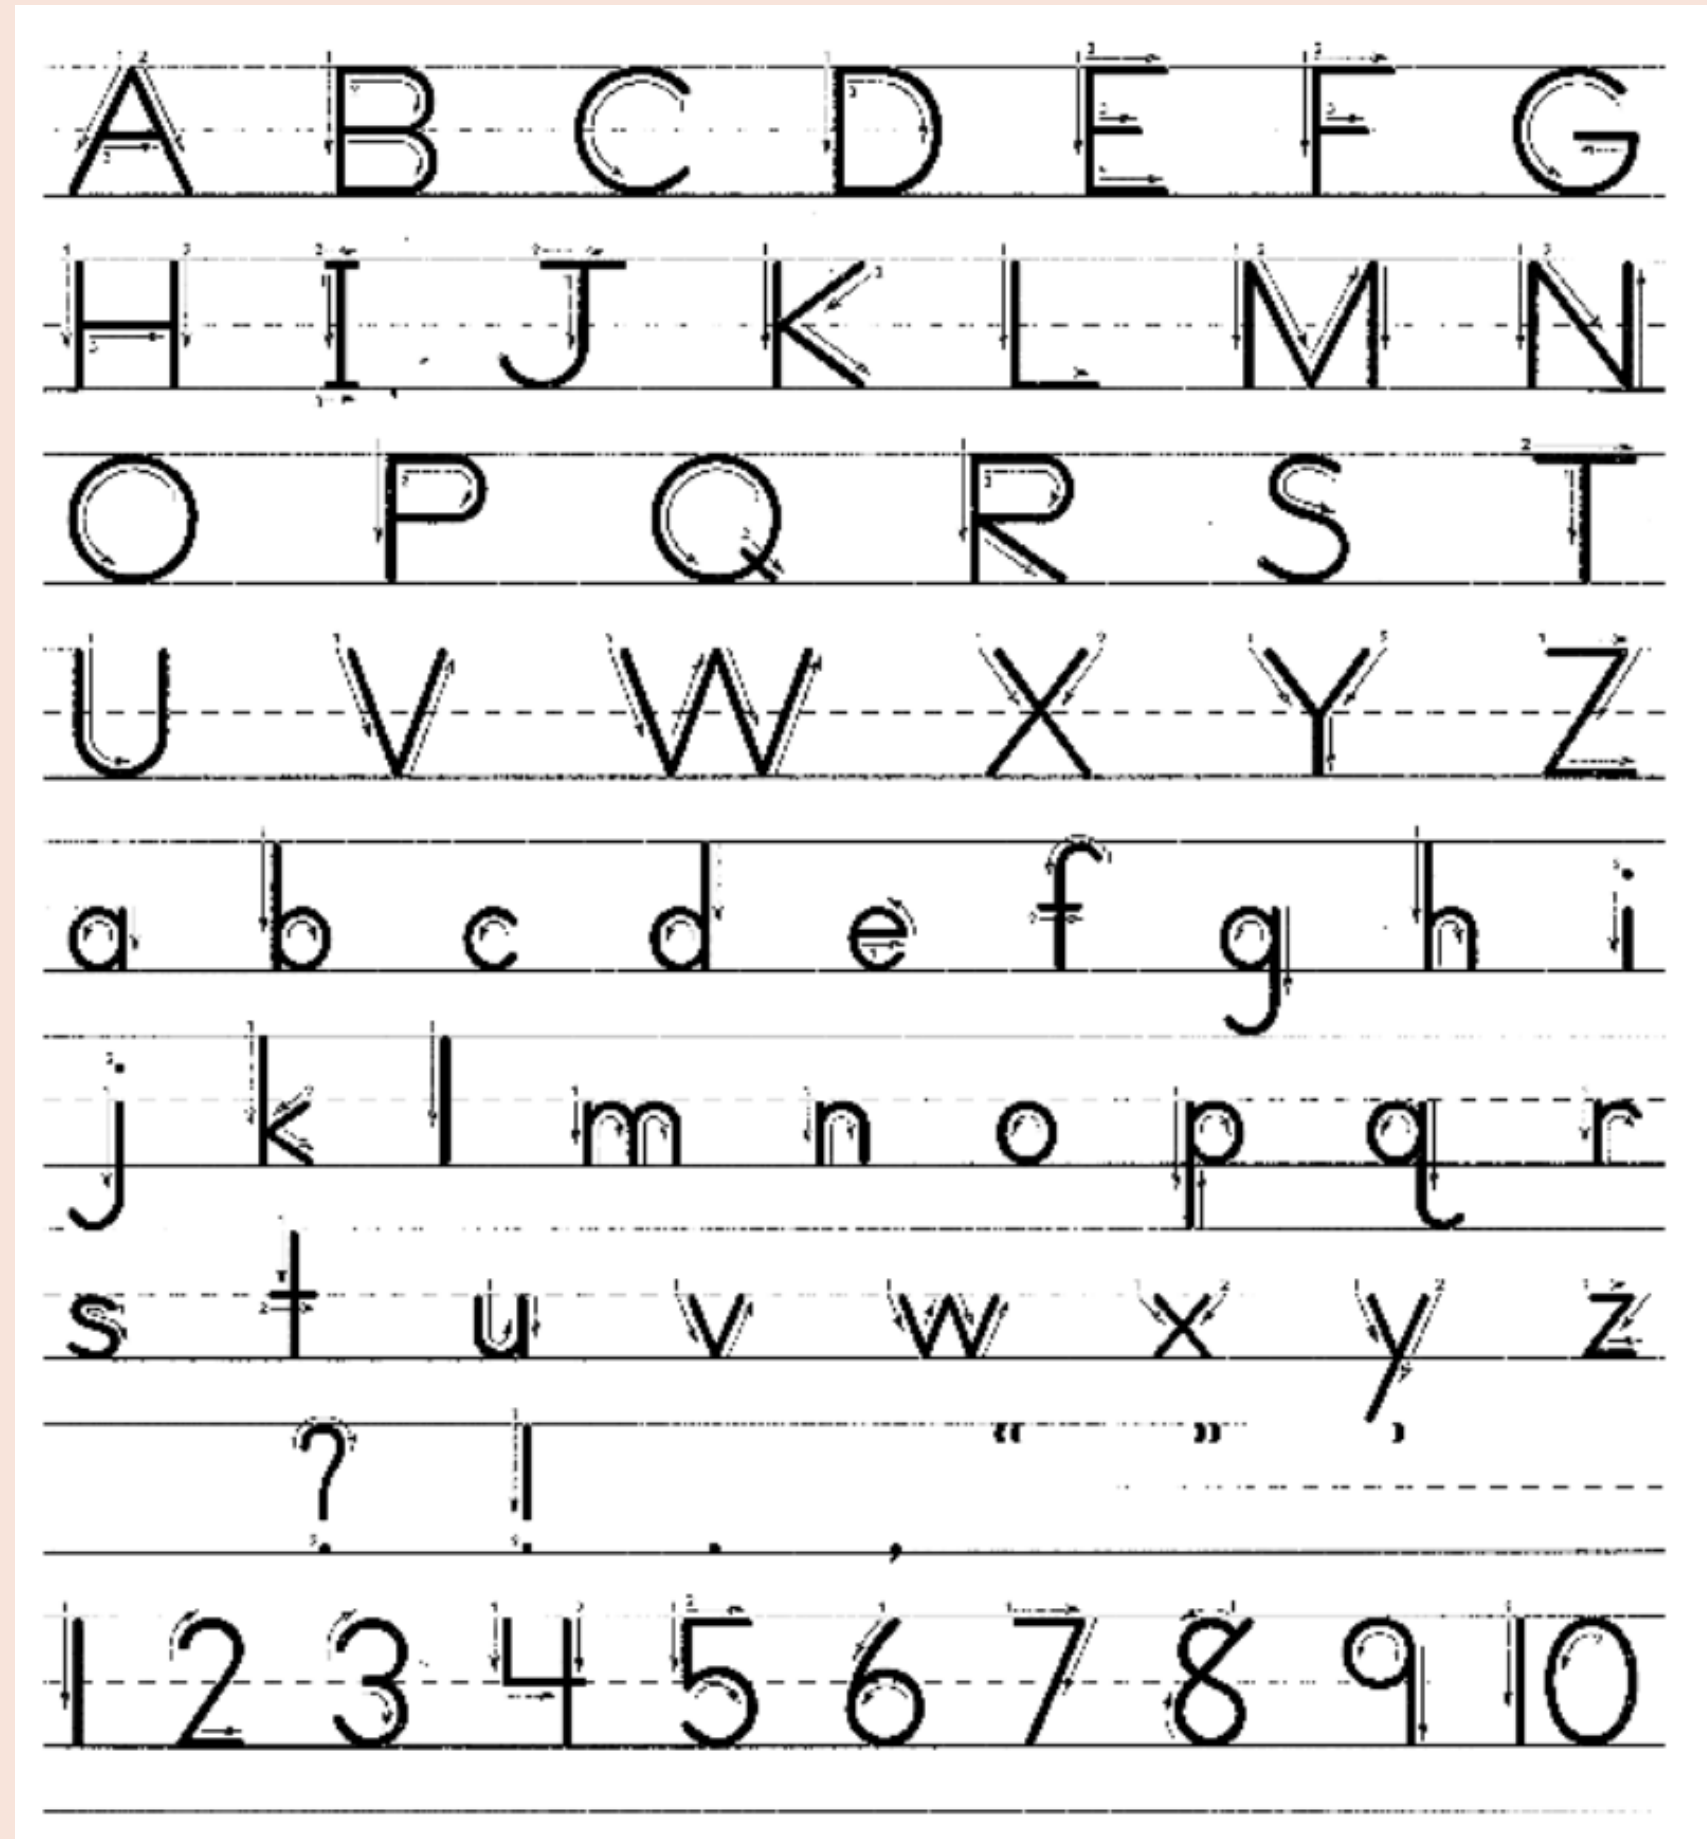 A B C D E F G
H I J K L M N
O P Q R S T
U V W X Y Z
a b c d e f g h i
j k l m n o p q r
s t u v w x y z
? ! . , “ ” ’
1 2 3 4 5 6 7 8 9 10